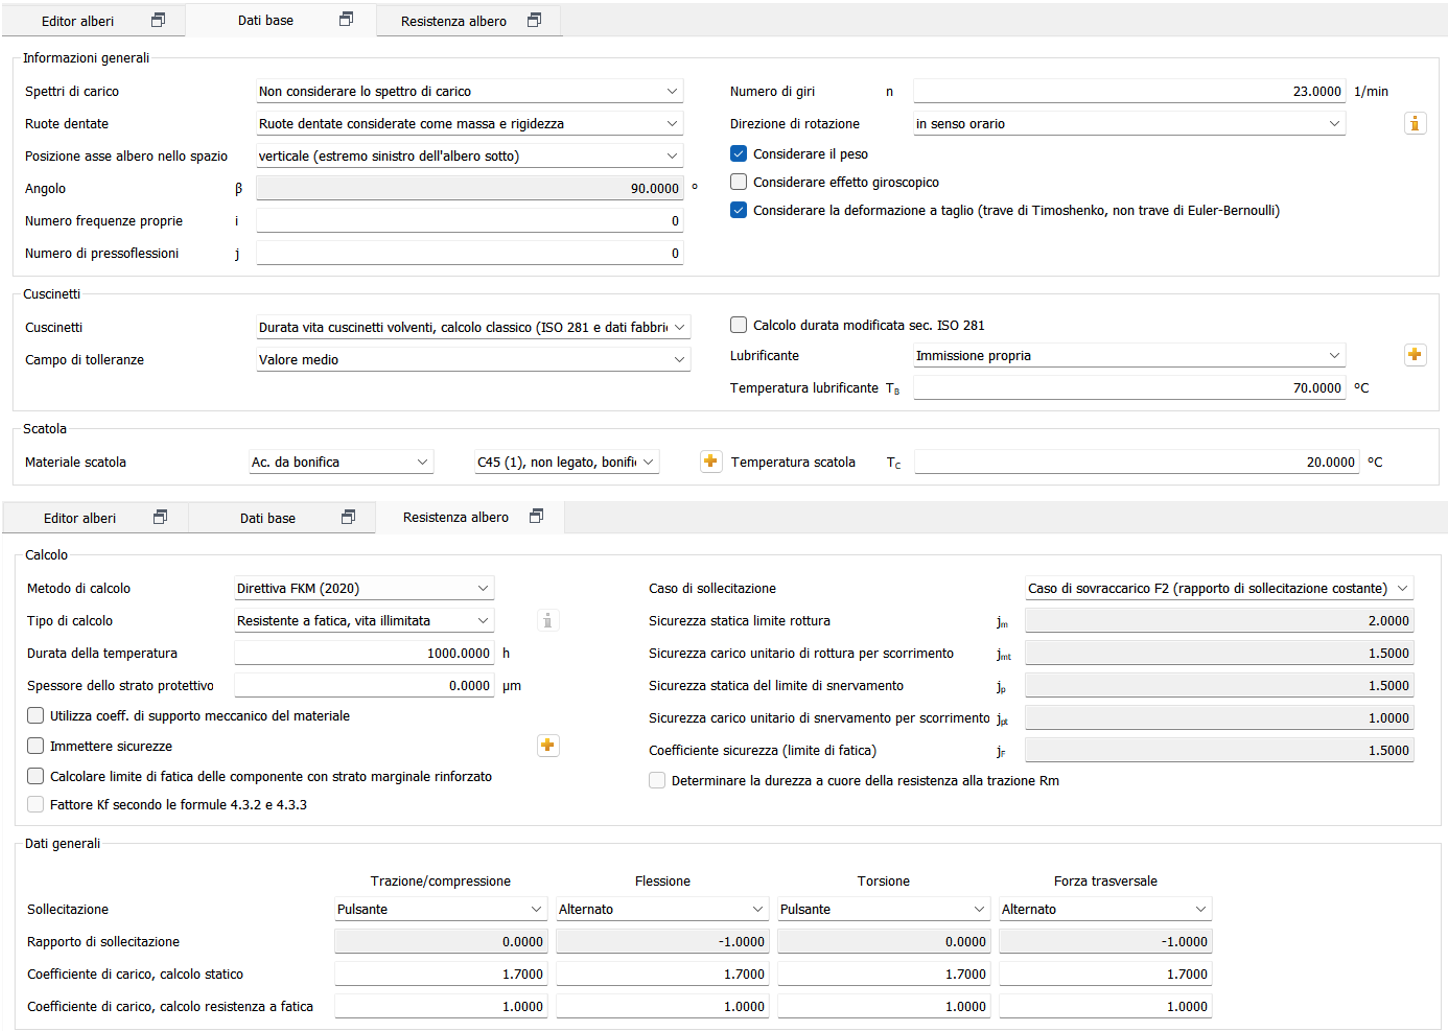 Editor alberi Dati base Resistenza albero
Informazioni generali
Spettri di carico Non considerare lo spettro di carico Numero di giri n 23.0000 1/min
Ruote dentate Ruote dentate considerate come massa e rigidezza Direzione di rotazione in senso orario
Posizione asse albero nello spazio verticale (estremo sinistro dell'albero sotto) Considerare il peso
Angolo β 90.0000 ° Considerare effetto giroscopico
Numero frequenze proprie i 0 Considerare la deformazione a taglio (trave di Timoshenko, non trave di Euler-Bernoulli)
Numero di pressoflessioni j 0
Cuscinetti
Cuscinetti Durata vita cuscinetti volventi, calcolo classico (ISO 281 e dati fabbri Calcolo durata modificata sec. ISO 281
Campo di tolleranze Valore medio Lubrificante Immissione propria
Temperatura lubrificante TB 70.0000 °C
Scatola
Materiale scatola Ac. da bonifica C45 (1), non legato, bonifi Temperatura scatola TC 20.0000 °C
Editor alberi Dati base Resistenza albero
Calcolo
Metodo di calcolo Direttiva FKM (2020) Caso di sollecitazione Caso di sovraccarico F2 (rapporto di sollecitazione costante)
Tipo di calcolo Resistente a fatica, vita illimitata Sicurezza statica limite rottura jm 2.0000
Durata della temperatura 1000.0000 h Sicurezza carico unitario di rottura per scorrimento jmt 1.5000
Spessore dello strato protettivo 0.0000 µm Sicurezza statica del limite di snervamento jp 1.5000
Utilizza coeff. di supporto meccanico del materiale Sicurezza carico unitario di snervamento per scorrimento jpt 1.0000
Immettere sicurezze Coefficiente sicurezza (limite di fatica) jF 1.5000
Calcolare limite di fatica delle componente con strato marginale rinforzato Determinare la durezza a cuore della resistenza alla trazione Rm
Fattore Kf secondo le formule 4.3.2 e 4.3.3
Dati generali
Trazione/compressione Flessione Torsione Forza trasversale
Sollecitazione Pulsante Alternato Pulsante Alternato
Rapporto di sollecitazione 0.0000 -1.0000 0.0000 -1.0000
Coefficiente di carico, calcolo statico 1.7000 1.7000 1.7000 1.7000
Coefficiente di carico, calcolo resistenza a fatica 1.0000 1.0000 1.0000 1.0000